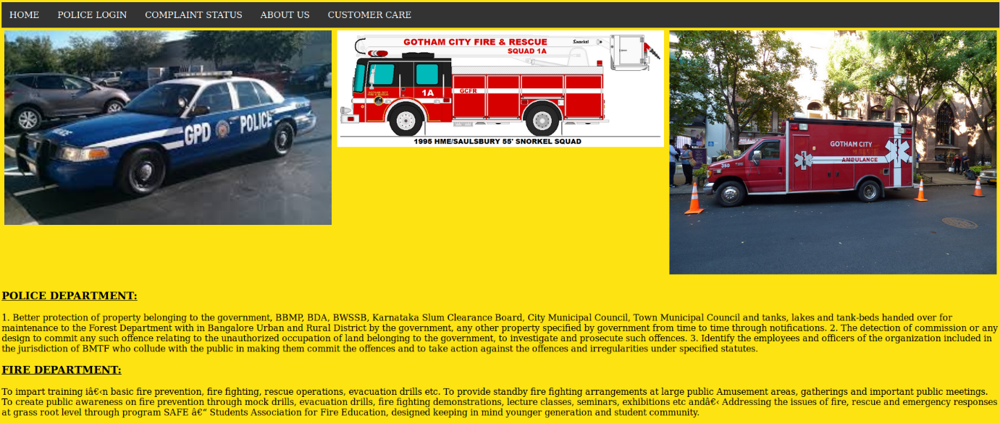 HOME POLICE LOGIN COMPLAINT STATUS ABOUT US CUSTOMER CARE
GPD POLICE
GOTHAM CITY FIRE & RESCUE
SQUAD 1A
Snorkel
1A
GCFR
1995 HME/SAULSBURY 55' SNORKEL SQUAD
GOTHAM CITY
AMBULANCE
350
POLICE DEPARTMENT:
1. Better protection of property belonging to the government, BBMP, BDA, BWSSB, Karnataka Slum Clearance Board, City Municipal Council, Town Municipal Council and tanks, lakes and tank-beds handed over for
maintenance to the Forest Department with in Bangalore Urban and Rural District by the government, any other property specified by government from time to time through notifications. 2. The detection of commission or any
design to commit any such offence relating to the unauthorized occupation of land belonging to the government, to investigate and prosecute such offences. 3. Identify the employees and officers of the organization included in
the jurisdiction of BMTF who collude with the public in making them commit the offences and to take action against the offences and irregularities under specified statutes.
FIRE DEPARTMENT:
To impart training iâ€‹n basic fire prevention, fire fighting, rescue operations, evacuation drills etc. To provide standby fire fighting arrangements at large public Amusement areas, gatherings and important public meetings.
To create public awareness on fire prevention through mock drills, evacuation drills, fire fighting demonstrations, lecture classes, seminars, exhibitions etc andâ€‹ Addressing the issues of fire, rescue and emergency responses
at grass root level through program SAFE â€“ Students Association for Fire Education, designed keeping in mind younger generation and student community.